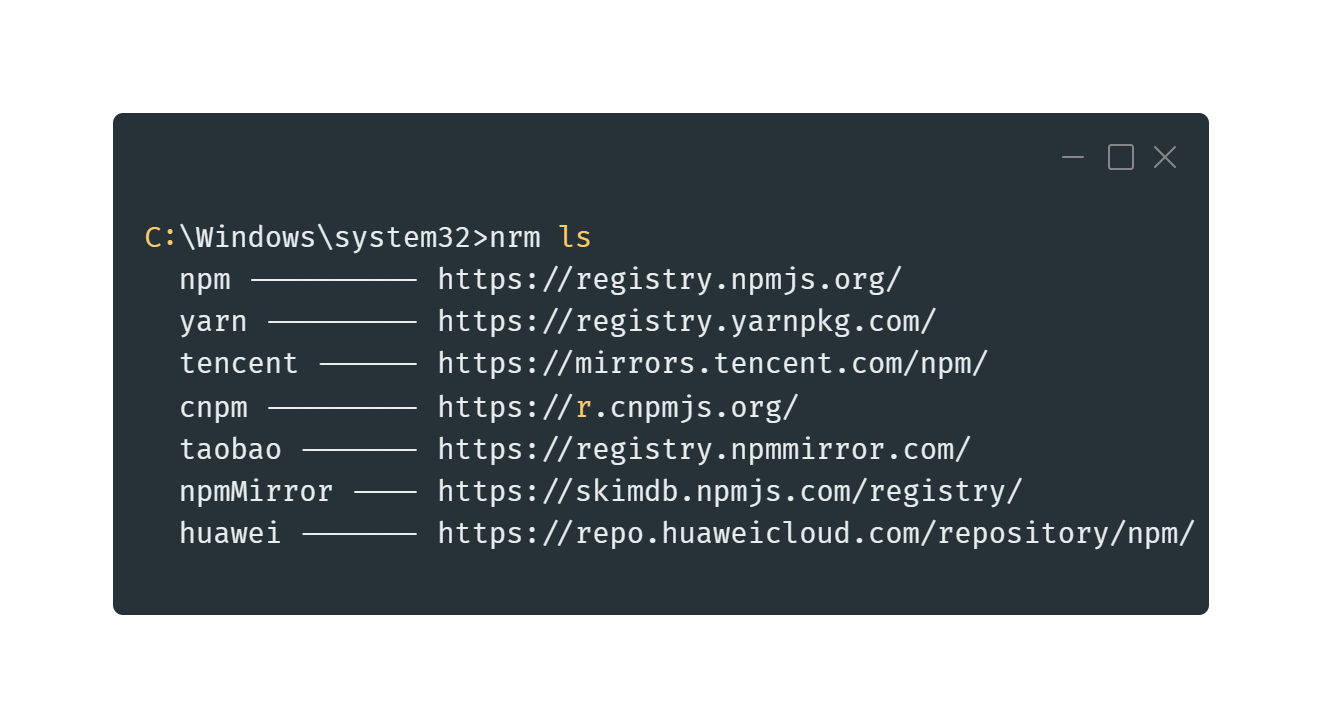 C:\Windows\system32>nrm ls
npm ---------- https://registry.npmjs.org/
yarn --------- https://registry.yarnpkg.com/
tencent ------ https://mirrors.tencent.com/npm/
cnpm --------- https://r.cnpmjs.org/
taobao ------- https://registry.npmmirror.com/
npmMirror ---- https://skimdb.npmjs.com/registry/
huawei ------- https://repo.huaweicloud.com/repository/npm/